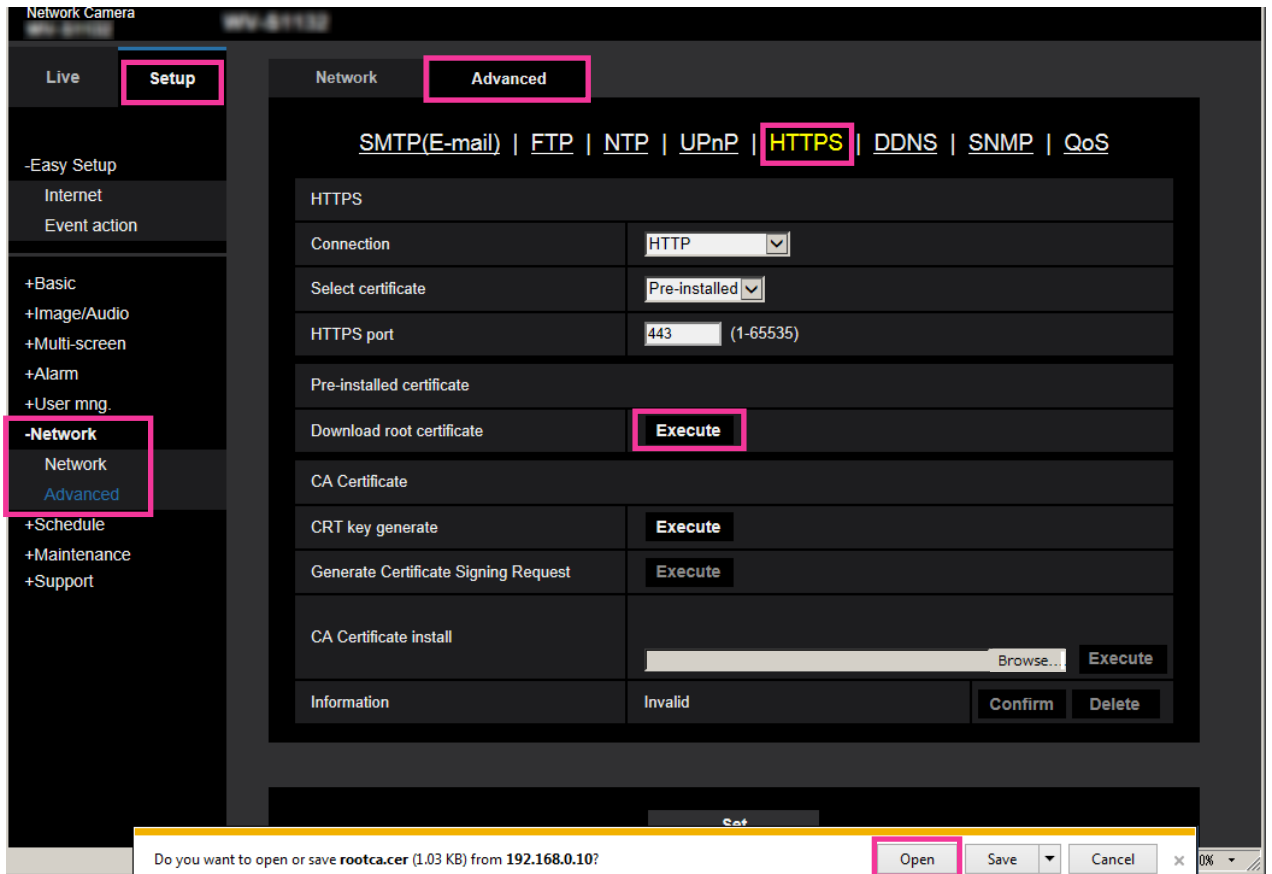 Network Camera
Live
Setup
Network
Advanced
SMTP(E-mail) | FTP | NTP | UPnP | HTTPS | DDNS | SNMP | QoS
-Easy Setup
Internet
Event action
+Basic
+Image/Audio
+Multi-screen
+Alarm
+User mng.
-Network
Network
Advanced
+Schedule
+Maintenance
+Support
HTTPS
Connection HTTP
Select certificate Pre-installed
HTTPS port 443 (1-65535)
Pre-installed certificate
Download root certificate Execute
CA Certificate
CRT key generate Execute
Generate Certificate Signing Request Execute
CA Certificate install Browse... Execute
Information Invalid Confirm Delete
Set
Do you want to open or save rootca.cer (1.03 KB) from 192.168.0.10? Open Save Cancel ×
0%